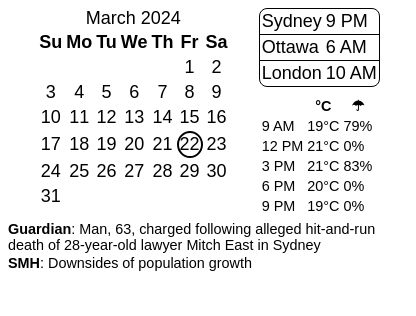 March 2024
Su Mo Tu We Th Fr Sa
1 2
3 4 5 6 7 8 9
10 11 12 13 14 15 16
17 18 19 20 21 22 23
24 25 26 27 28 29 30
31
Sydney 9 PM
Ottawa 6 AM
London 10 AM
°C ☂
9 AM 19°C 79%
12 PM 21°C 0%
3 PM 21°C 83%
6 PM 20°C 0%
9 PM 19°C 0%
Guardian: Man, 63, charged following alleged hit-and-run
death of 28-year-old lawyer Mitch East in Sydney
SMH: Downsides of population growth